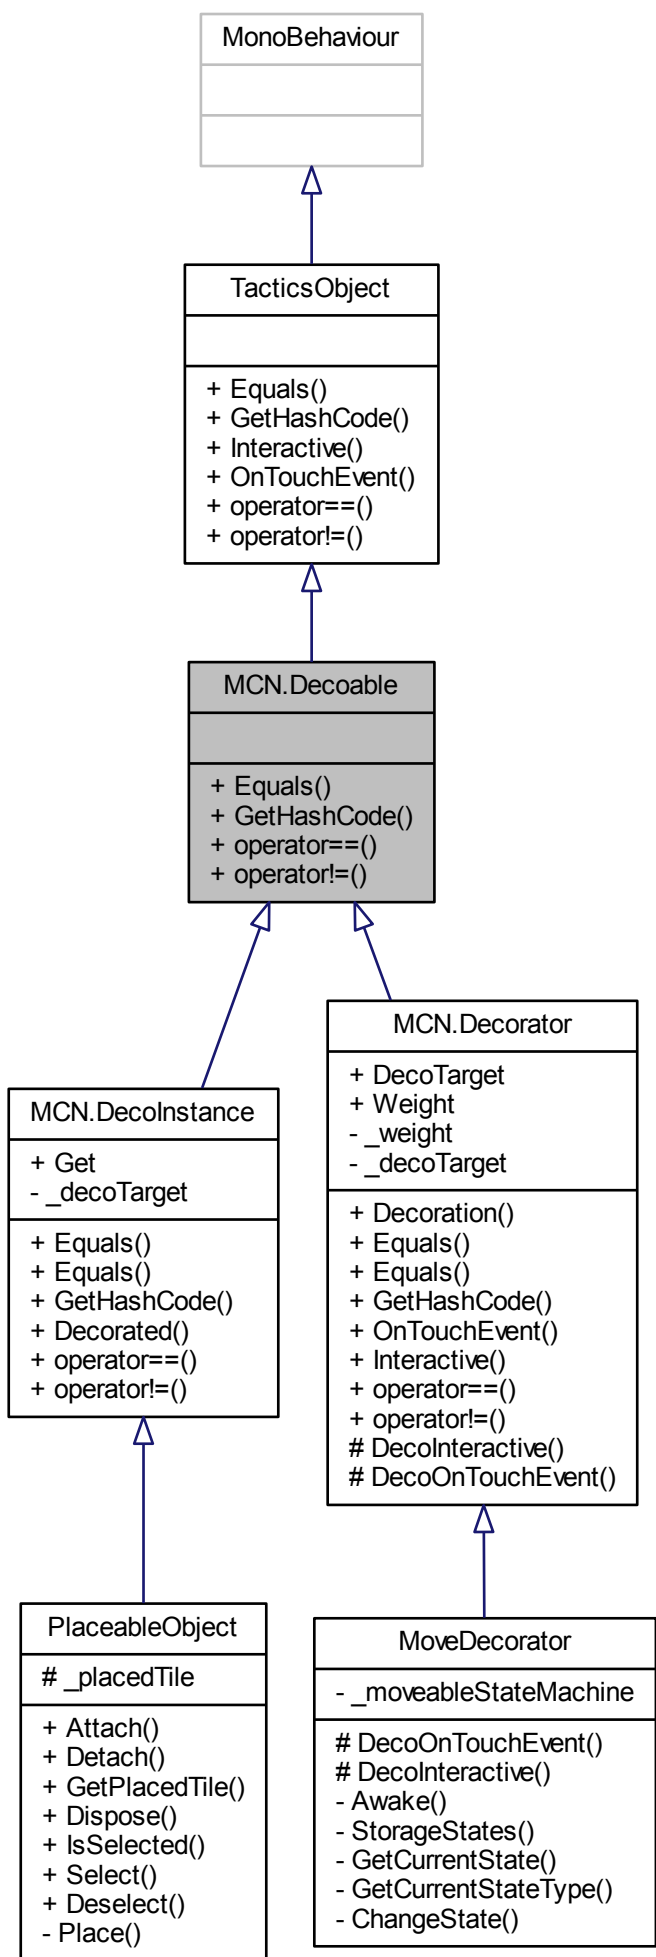 MonoBehaviour
TacticsObject
+ Equals()
+ GetHashCode()
+ Interactive()
+ OnTouchEvent()
+ operator==()
+ operator!=()
MCN.Decoable
+ Equals()
+ GetHashCode()
+ operator==()
+ operator!=()
MCN.DecoInstance
+ Get
- _decoTarget
+ Equals()
+ Equals()
+ GetHashCode()
+ Decorated()
+ operator==()
+ operator!=()
MCN.Decorator
+ DecoTarget
+ Weight
- _weight
- _decoTarget
+ Decoration()
+ Equals()
+ Equals()
+ GetHashCode()
+ OnTouchEvent()
+ Interactive()
+ operator==()
+ operator!=()
# DecoInteractive()
# DecoOnTouchEvent()
PlaceableObject
# _placedTile
+ Attach()
+ Detach()
+ GetPlacedTile()
+ Dispose()
+ IsSelected()
+ Select()
+ Deselect()
- Place()
MoveDecorator
- _moveableStateMachine
# DecoOnTouchEvent()
# DecoInteractive()
- Awake()
- StorageStates()
- GetCurrentState()
- GetCurrentStateType()
- ChangeState()